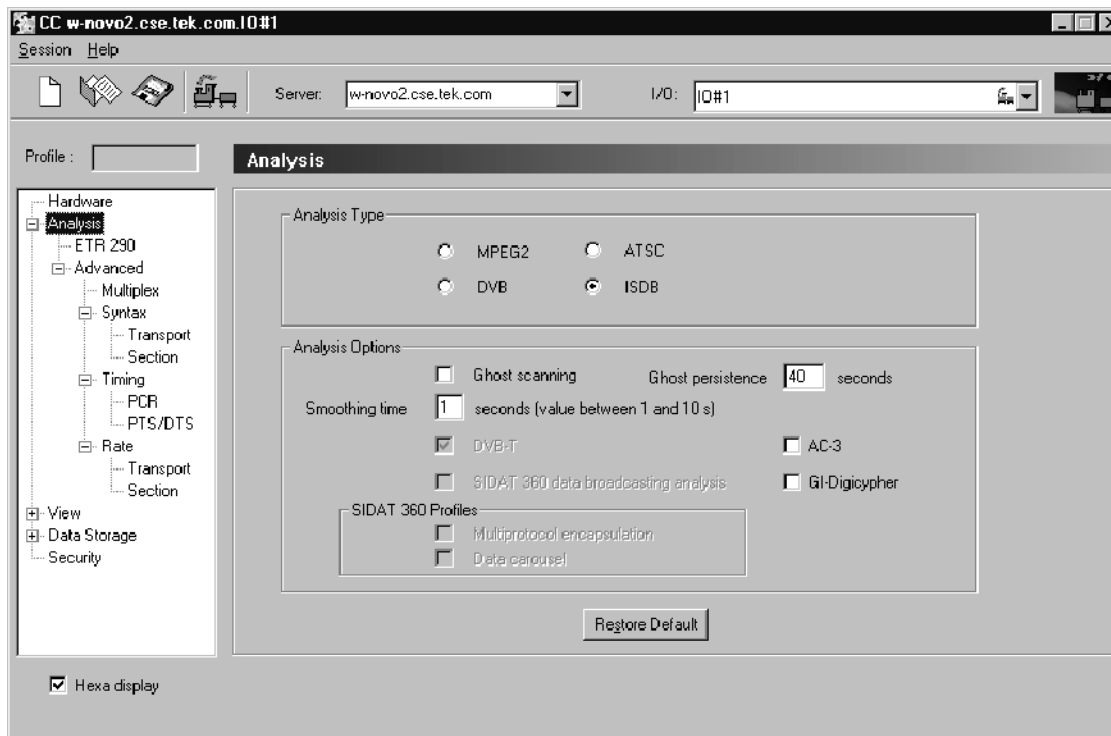 CC w-novo2.cse.tek.com.IO#1
Session Help
Server: w-novo2.cse.tek.com I/O: IO#1
Profile :
Analysis
Hardware
Analysis
ETR 290
Advanced
Multiplex
Syntax
Transport
Section
Timing
PCR
PTS/DTS
Rate
Transport
Section
View
Data Storage
Security
Analysis Type
MPEG2 ATSC
DVB ISDB
Analysis Options
Ghost scanning Ghost persistence 40 seconds
Smoothing time 1 seconds (value between 1 and 10 s)
DVB-T AC-3
SIDAT 360 data broadcasting analysis GI-Digicypher
SIDAT 360 Profiles
Multiprotocol encapsulation
Data carousel
Restore Default
Hexa display